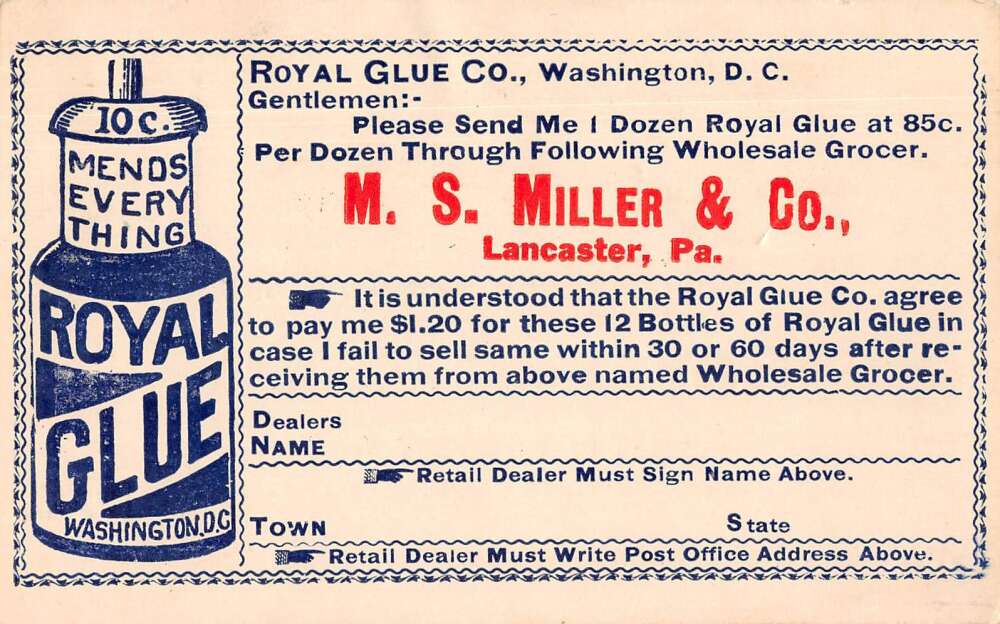 10 C.
MENDS
EVERY
THING
ROYAL
GLUE
WASHINGTON, D.C
ROYAL GLUE CO., Washington, D. C.
Gentlemen:-
Please Send Me 1 Dozen Royal Glue at 85c.
Per Dozen Through Following Wholesale Grocer.
M. S. MILLER & CO.,
Lancaster, Pa.
It is understood that the Royal Glue Co. agree
to pay me $1.20 for these 12 Bottles of Royal Glue in
case I fail to sell same within 30 or 60 days after re-
ceiving them from above named Wholesale Grocer.
Dealers
NAME
Retail Dealer Must Sign Name Above.
TOWN State
Retail Dealer Must Write Post Office Address Above.